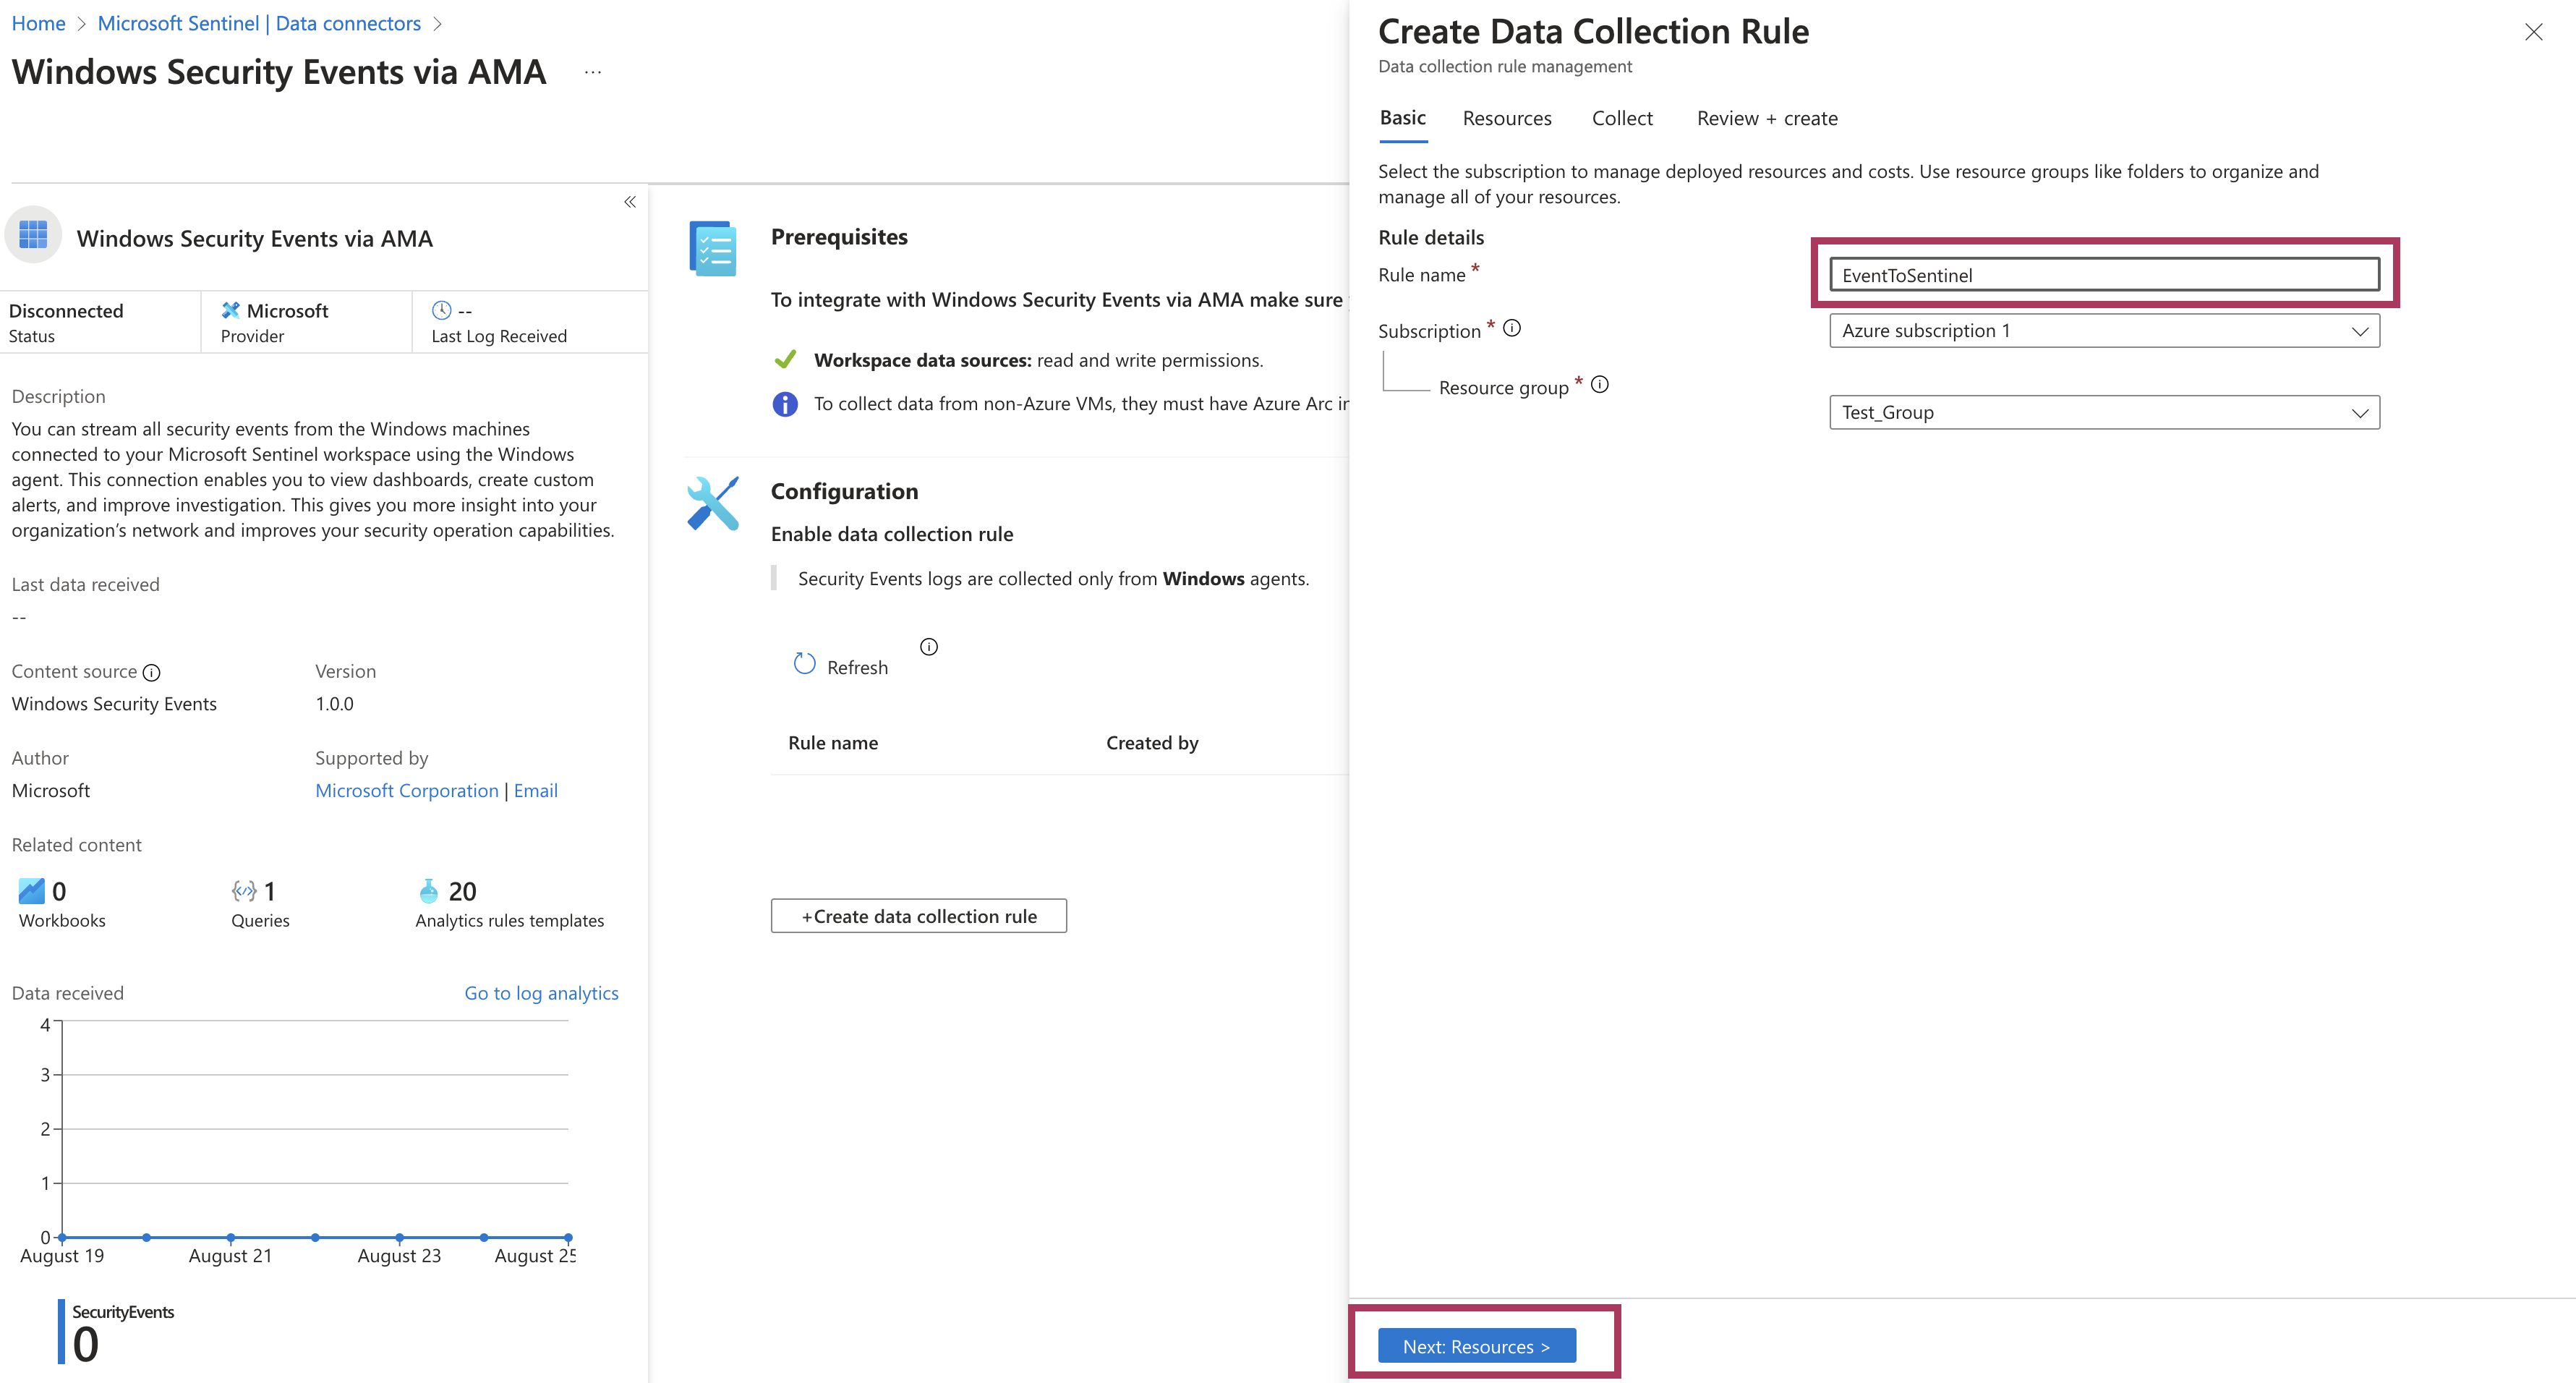 Home > Microsoft Sentinel | Data connectors >
Windows Security Events via AMA ...
Windows Security Events via AMA
Disconnected
Status
Microsoft
Provider
--
Last Log Received
Description
You can stream all security events from the Windows machines
connected to your Microsoft Sentinel workspace using the Windows
agent. This connection enables you to view dashboards, create custom
alerts, and improve investigation. This gives you more insight into your
organization’s network and improves your security operation capabilities.
Last data received
--
Content source
Version
Windows Security Events
1.0.0
Author
Supported by
Microsoft
Microsoft Corporation | Email
Related content
0
Workbooks
1
Queries
20
Analytics rules templates
Data received
Go to log analytics
4
3
2
1
0
August 19
August 21
August 23
August 25
SecurityEvents
0
Prerequisites
To integrate with Windows Security Events via AMA make sure
Workspace data sources: read and write permissions.
To collect data from non-Azure VMs, they must have Azure Arc
Configuration
Enable data collection rule
Security Events logs are collected only from Windows agents.
Refresh
Rule name
Created by
+Create data collection rule
Create Data Collection Rule
Data collection rule management
Basic
Resources
Collect
Review + create
Select the subscription to manage deployed resources and costs. Use resource groups like folders to organize and
manage all of your resources.
Rule details
Rule name *
EventToSentinel
Subscription *
Azure subscription 1
Resource group *
Test_Group
Next: Resources >